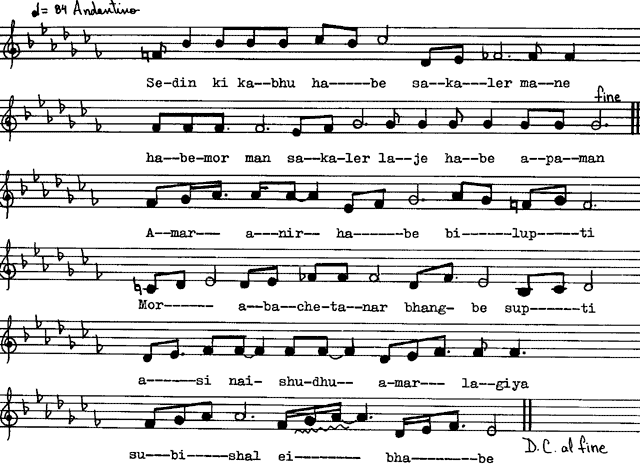 ♩= 84 Andantino
Se-din ki ka--bhu ha-----be sa--ka---ler ma--ne
fine
ha--be-mor man sa--ka-ler la--je ha--be a--pa--man
A--mar--- a---nir-- ha-----be bi-----lup---ti
Mor------ a--ba--che-ta--nar bhang- be sup-----ti
a-----si nai- shu-dhu-- a-mar--- la--giya
su--bi-----shal ei--------- bha--------be
D.C. al fine